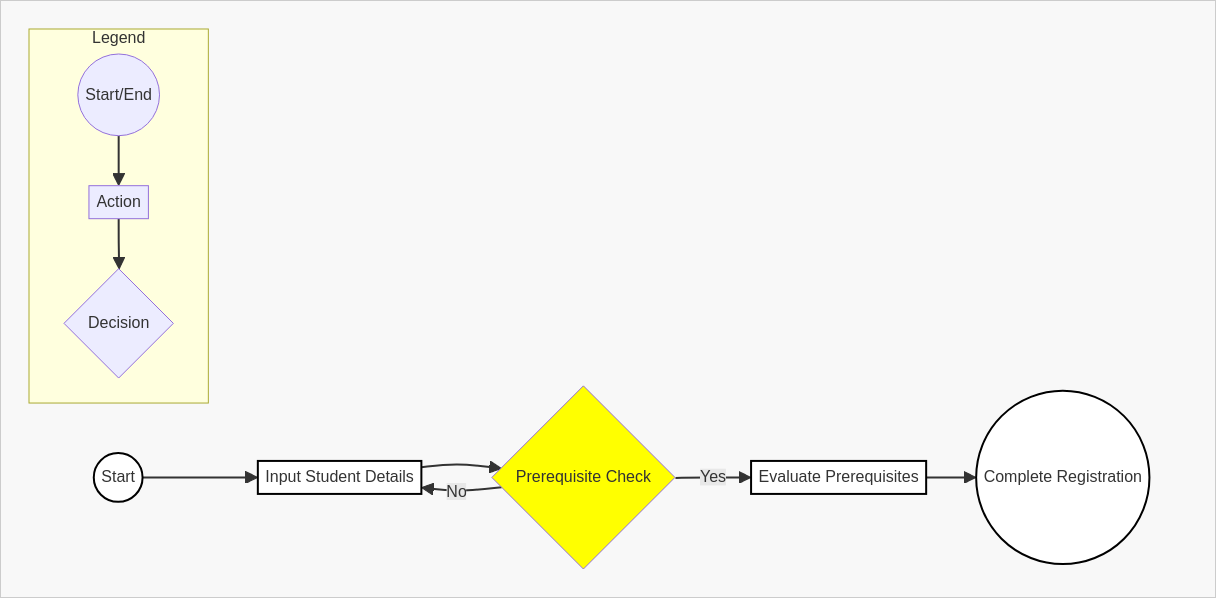 Legend
Start/End
Action
Decision
Start
Input Student Details
No
Prerequisite Check
Yes
Evaluate Prerequisites
Complete Registration